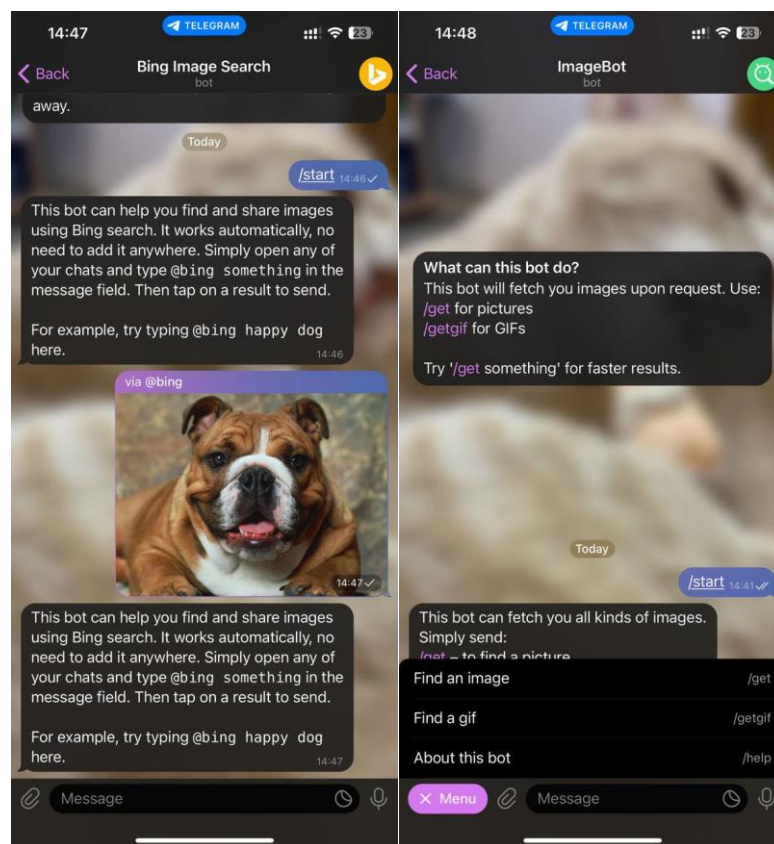 14:47
TELEGRAM
23
Back
Bing Image Search
bot
away.
Today
/start 14:46
This bot can help you find and share images
using Bing search. It works automatically, no
need to add it anywhere. Simply open any of
your chats and type @bing something in the
message field. Then tap on a result to send.
For example, try typing @bing happy dog
here. 14:46
via @bing
14:47
This bot can help you find and share images
using Bing search. It works automatically, no
need to add it anywhere. Simply open any of
your chats and type @bing something in the
message field. Then tap on a result to send.
For example, try typing @bing happy dog
here. 14:47
Message
14:48
TELEGRAM
23
Back
ImageBot
bot
What can this bot do?
This bot will fetch you images upon request. Use:
/get for pictures
/getgif for GIFs
Try '/get something' for faster results.
Today
/start 14:41
This bot can fetch you all kinds of images.
Simply send:
/get – to find a picture
Find an image /get
Find a gif /getgif
About this bot /help
Menu
Message